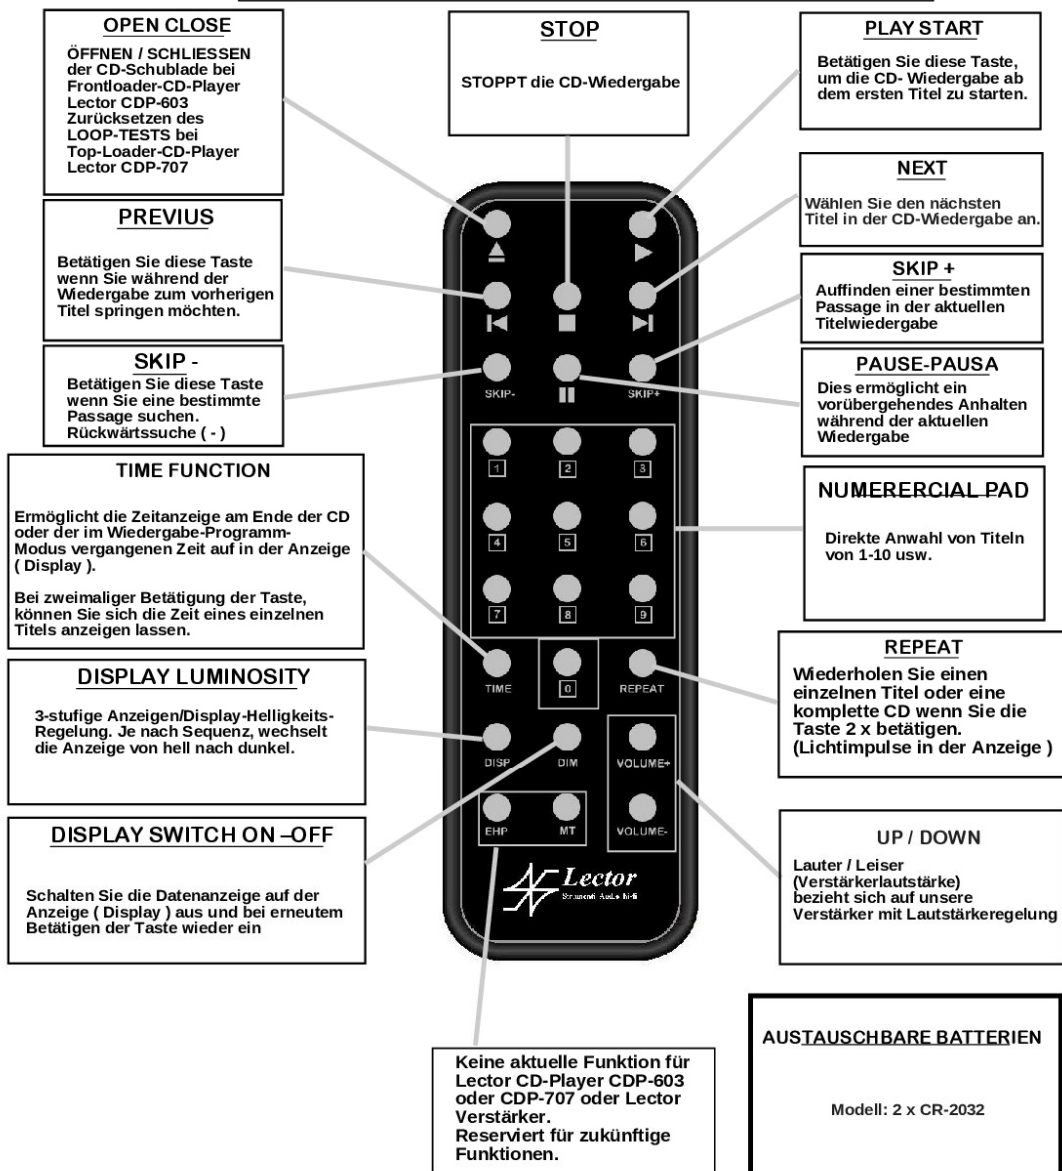 OPEN CLOSE
ÖFFNEN / SCHLIESSEN
der CD-Schublade bei
Frontloader-CD-Player
Lector CDP-603
Zurücksetzen des
LOOP-TESTS bei
Top-Loader-CD-Player
Lector CDP-707
STOP
STOPPT die CD-Wiedergabe
PLAY START
Betätigen Sie diese Taste,
um die CD- Wiedergabe ab
dem ersten Titel zu starten.
PREVIUS
Betätigen Sie diese Taste
wenn Sie während der
Wiedergabe zum vorherigen
Titel springen möchten.
NEXT
Wählen Sie den nächsten
Titel in der CD-Wiedergabe an.
SKIP +
Auffinden einer bestimmten
Passage in der aktuellen
Titelwiedergabe
SKIP -
Betätigen Sie diese Taste
wenn Sie eine bestimmte
Passage suchen.
Rückwärtssuche ( - )
PAUSE-PAUSA
Dies ermöglicht ein
vorübergehendes Anhalten
während der aktuellen
Wiedergabe
TIME FUNCTION
Ermöglicht die Zeitanzeige am Ende der CD
oder der im Wiedergabe-Programm-
Modus vergangenen Zeit auf in der Anzeige
( Display ).
Bei zweimaliger Betätigung der Taste,
können Sie sich die Zeit eines einzelnen
Titels anzeigen lassen.
NUMERERCIAL PAD
Direkte Anwahl von Titeln
von 1-10 usw.
DISPLAY LUMINOSITY
3-stufige Anzeigen/Display-Helligkeits-
Regelung. Je nach Sequenz, wechselt
die Anzeige von hell nach dunkel.
REPEAT
Wiederholen Sie einen
einzelnen Titel oder eine
komplette CD wenn Sie die
Taste 2 x betätigen.
(Lichtimpulse in der Anzeige )
DISPLAY SWITCH ON –OFF
Schalten Sie die Datenanzeige auf der
Anzeige ( Display ) aus und bei erneutem
Betätigen der Taste wieder ein
UP / DOWN
Lauter / Leiser
(Verstärkerlautstärke)
bezieht sich auf unsere
Verstärker mit Lautstärkeregelung
SKIP- SKIP+
1 2 3
4 5 6
7 8 9
TIME 0 REPEAT
DISP DIM VOLUME+
EHP MT VOLUME-
Lector
Strumenti Audio hi-fi
Keine aktuelle Funktion für
Lector CD-Player CDP-603
oder CDP-707 oder Lector
Verstärker.
Reserviert für zukünftige
Funktionen.
AUSTAUSCHBARE BATTERIEN
Modell: 2 x CR-2032